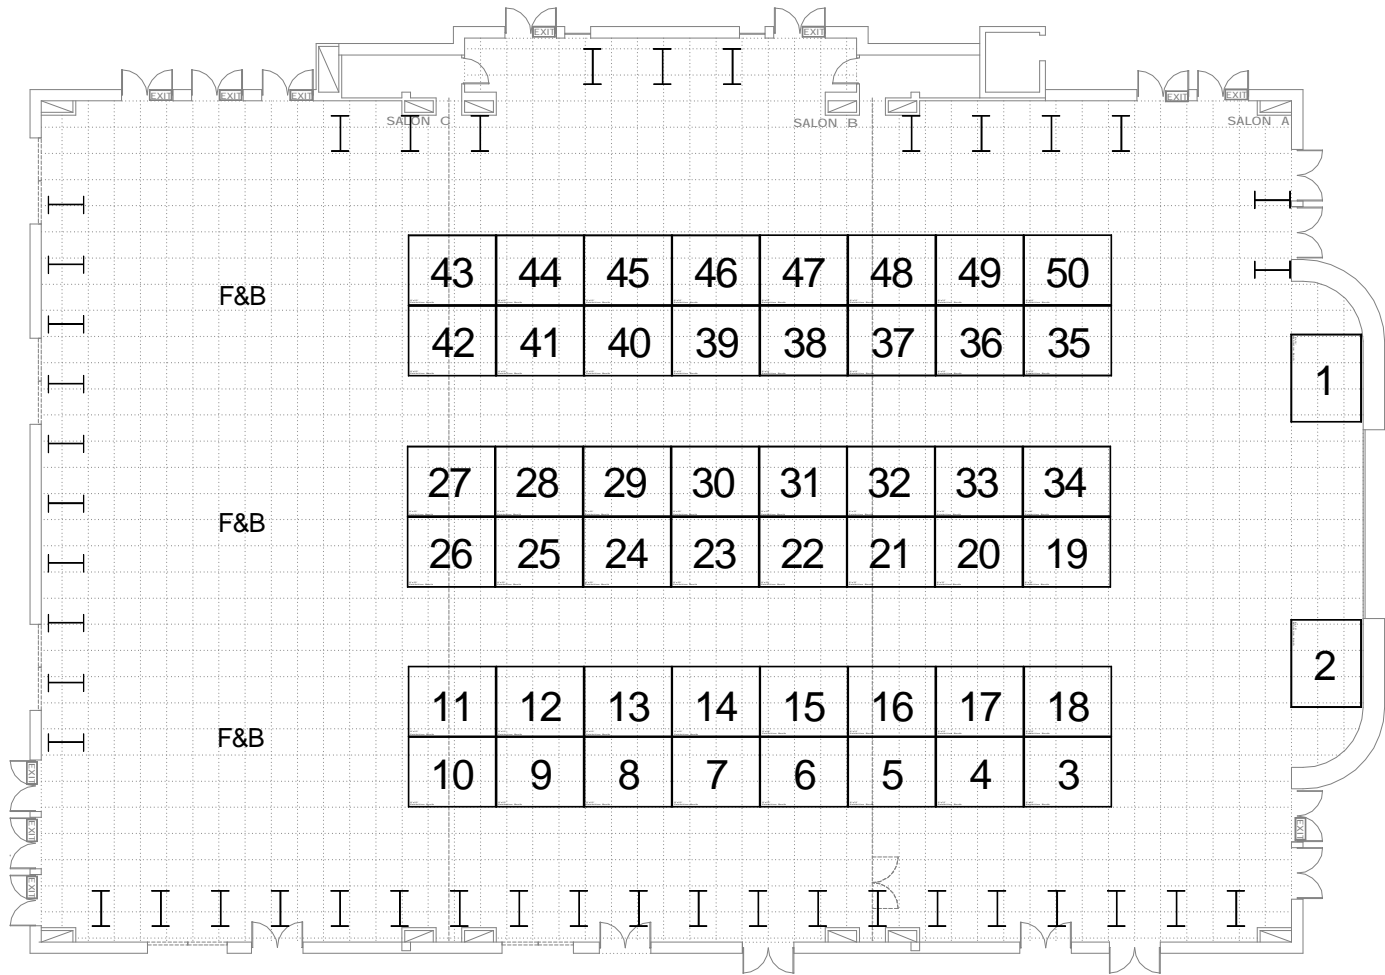 EXIT EXIT
EXIT EXIT EXIT EXIT EXIT
SALON C SALON B SALON A
43 44 45 46 47 48 49 50
F&B
42 41 40 39 38 37 36 35
1
27 28 29 30 31 32 33 34
F&B
26 25 24 23 22 21 20 19
2
11 12 13 14 15 16 17 18
F&B
10 9 8 7 6 5 4 3
EXIT
EXIT EXIT
EXIT